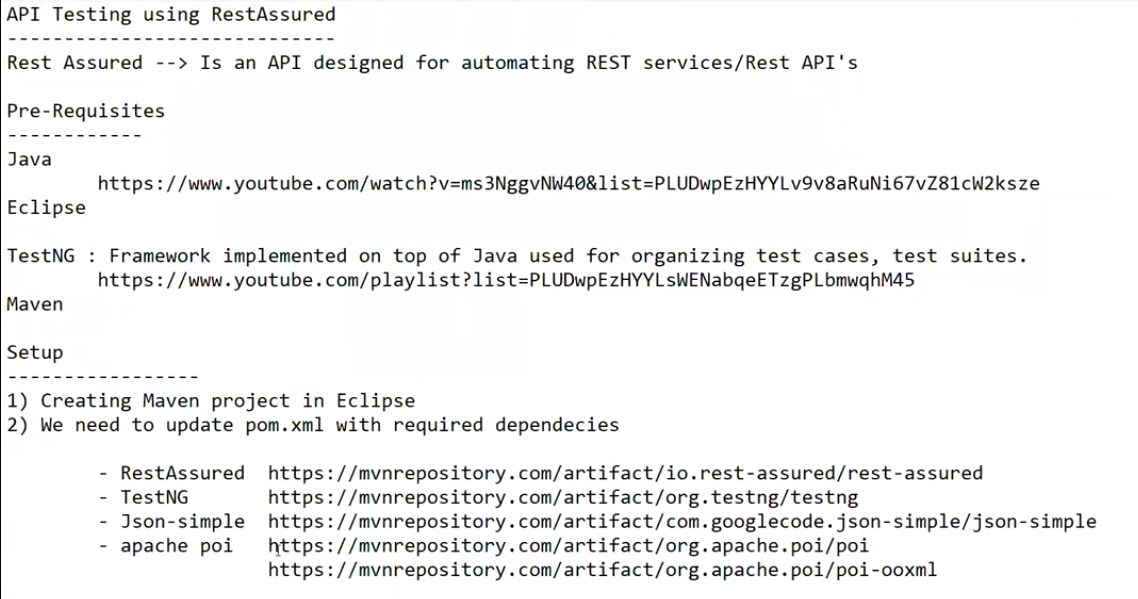 API Testing using RestAssured
-----------------------------
Rest Assured --> Is an API designed for automating REST services/Rest API's
Pre-Requisites
------------
Java
https://www.youtube.com/watch?v=ms3NggvNW40&list=PLUDwpEzHYYLv9v8aRuNi67vZ81cW2ksze
Eclipse
TestNG : Framework implemented on top of Java used for organizing test cases, test suites.
https://www.youtube.com/playlist?list=PLUDwpEzHYYLsWENabqeETzgPLbmwqhM45
Maven
Setup
-----------------
1) Creating Maven project in Eclipse
2) We need to update pom.xml with required dependecies
- RestAssured https://mvnrepository.com/artifact/io.rest-assured/rest-assured
- TestNG https://mvnrepository.com/artifact/org.testng/testng
- Json-simple https://mvnrepository.com/artifact/com.googlecode.json-simple/json-simple
- apache poi https://mvnrepository.com/artifact/org.apache.poi/poi
https://mvnrepository.com/artifact/org.apache.poi/poi-ooxml